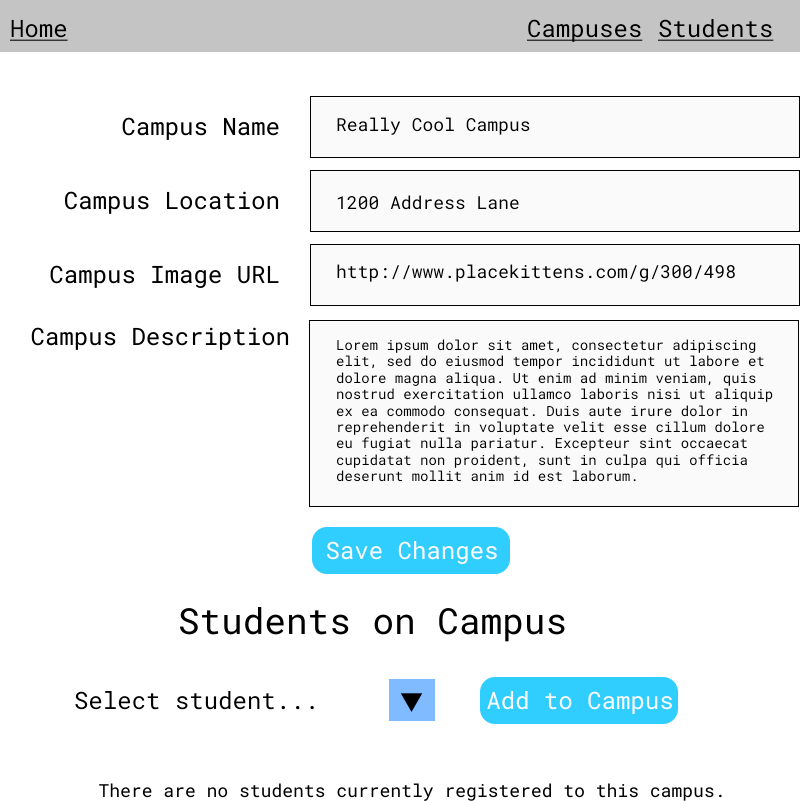 Home Campuses Students
Campus Name Really Cool Campus
Campus Location 1200 Address Lane
Campus Image URL http://www.placekittens.com/g/300/498
Campus Description
Lorem ipsum dolor sit amet, consectetur adipiscing
elit, sed do eiusmod tempor incididunt ut labore et
dolore magna aliqua. Ut enim ad minim veniam, quis
nostrud exercitation ullamco laboris nisi ut aliquip
ex ea commodo consequat. Duis aute irure dolor in
reprehenderit in voluptate velit esse cillum dolore
eu fugiat nulla pariatur. Excepteur sint occaecat
cupidatat non proident, sunt in culpa qui officia
deserunt mollit anim id est laborum.
Save Changes
Students on Campus
Select student... Add to Campus
There are no students currently registered to this campus.